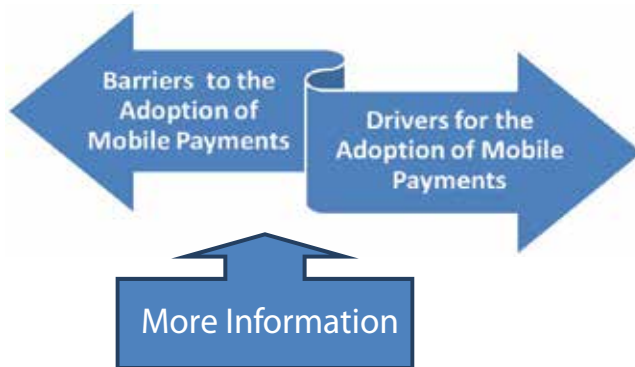 Barriers to the
Adoption of
Mobile Payments
Drivers for the
Adoption of Mobile
Payments
More Information